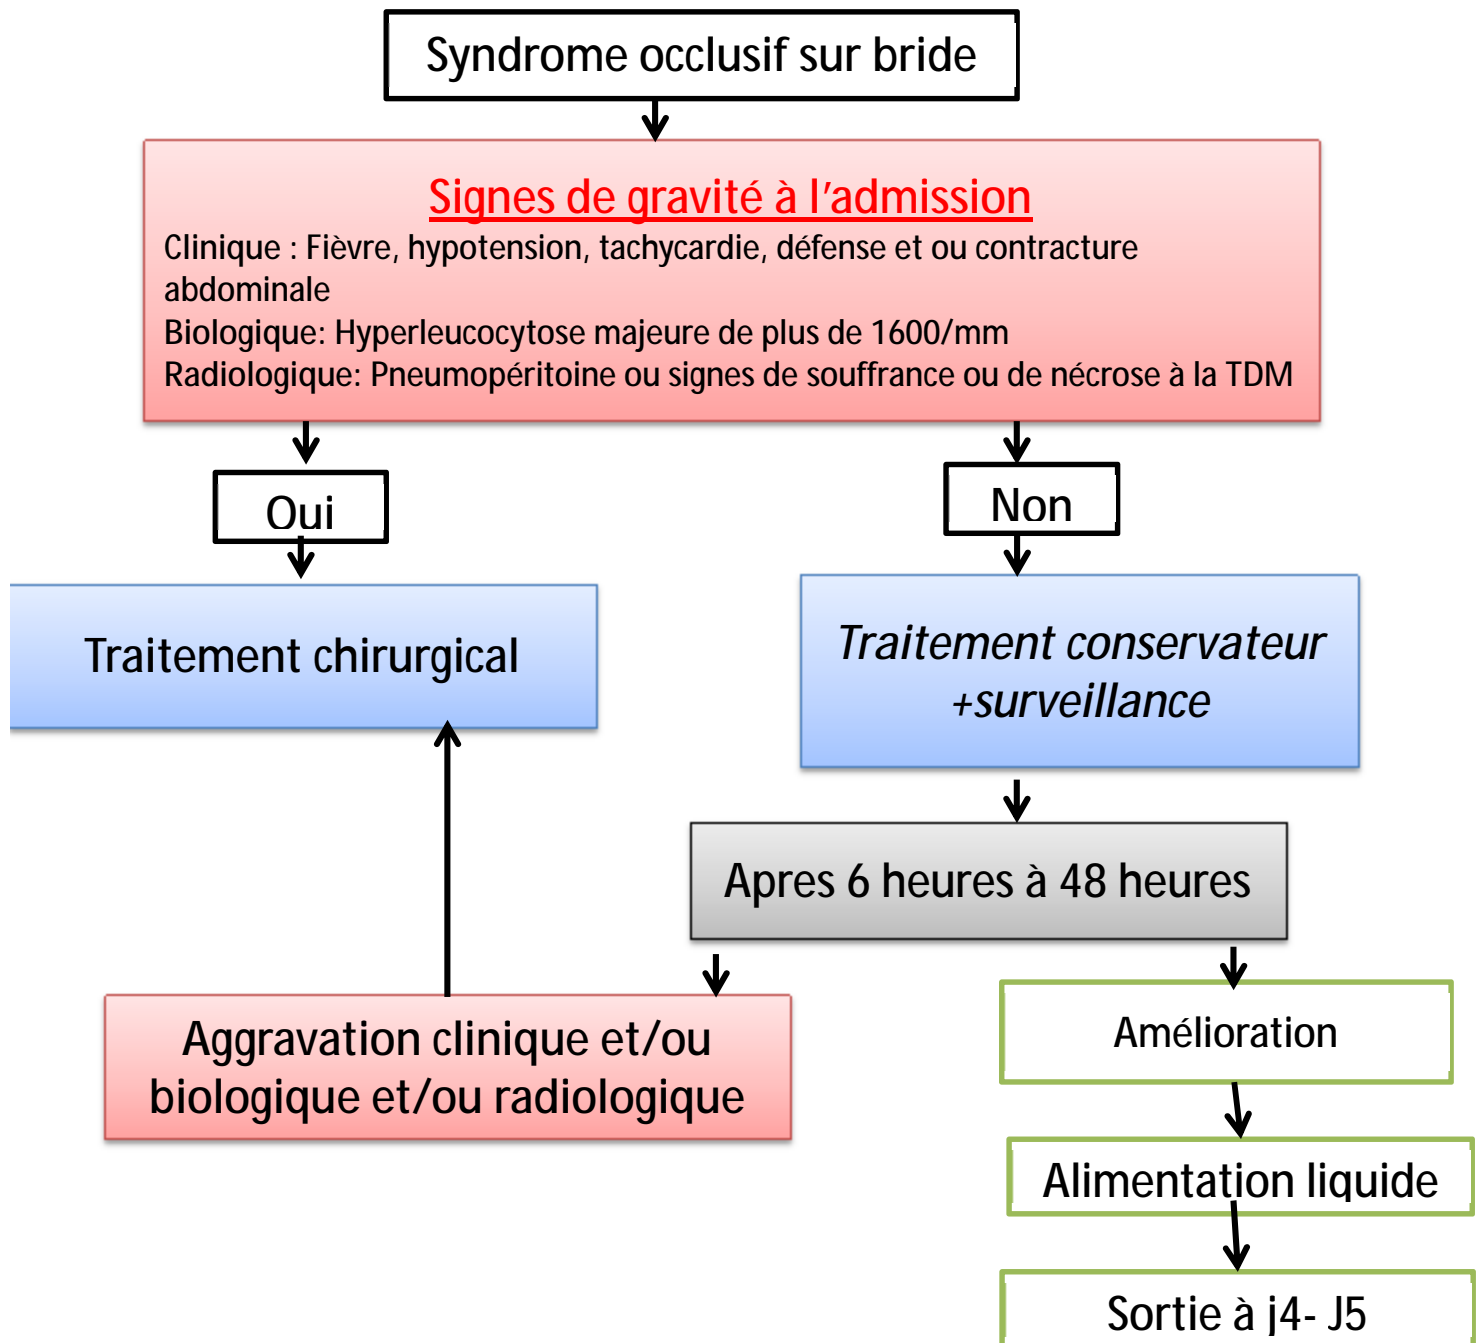 Syndrome occlusif sur bride
Signes de gravité à l'admission
Clinique : Fièvre, hypotension, tachycardie, défense et ou contracture
abdominale
Biologique: Hyperleucocytose majeure de plus de 1600/mm
Radiologique: Pneumopéritoine ou signes de souffrance ou de nécrose à la TDM
Oui
Non
Traitement chirurgical
Traitement conservateur
+surveillance
Apres 6 heures à 48 heures
Aggravation clinique et/ou
biologique et/ou radiologique
Amélioration
Alimentation liquide
Sortie à j4- J5